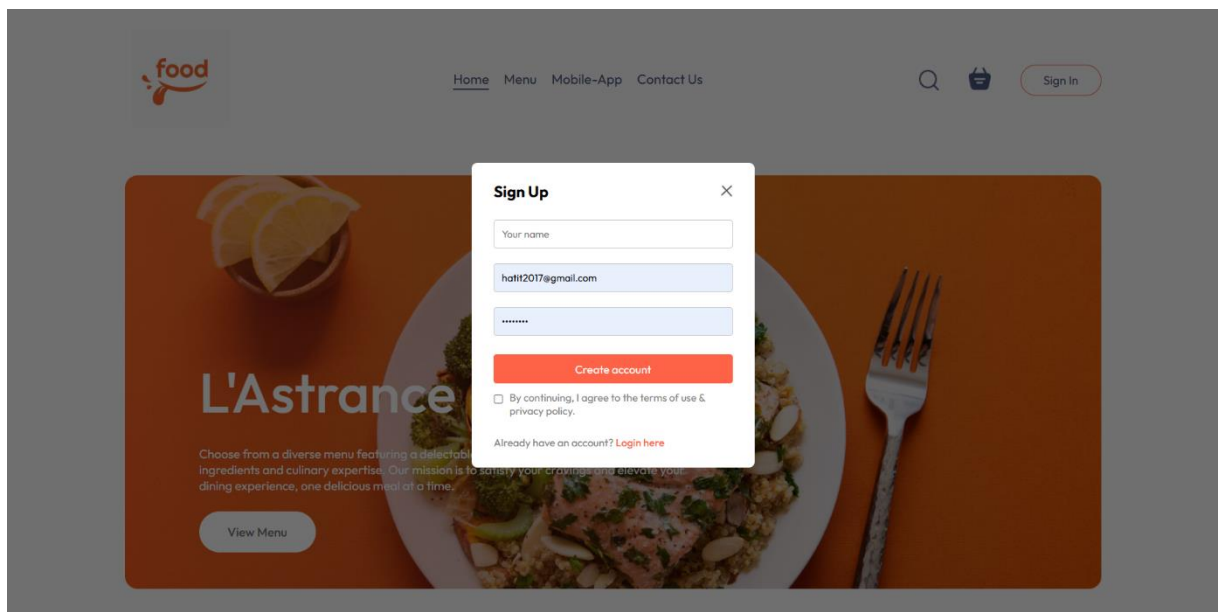 food
Home Menu Mobile-App Contact Us
Sign In
Sign Up
Your name
hatit2017@gmail.com
••••••••
Create account
By continuing, I agree to the terms of use &
privacy policy.
Already have an account? Login here
L'Astrance
Choose from a diverse menu featuring a delectable
ingredients and culinary expertise. Our mission is to satisfy your cravings and elevate your
dining experience, one delicious meal at a time.
View Menu